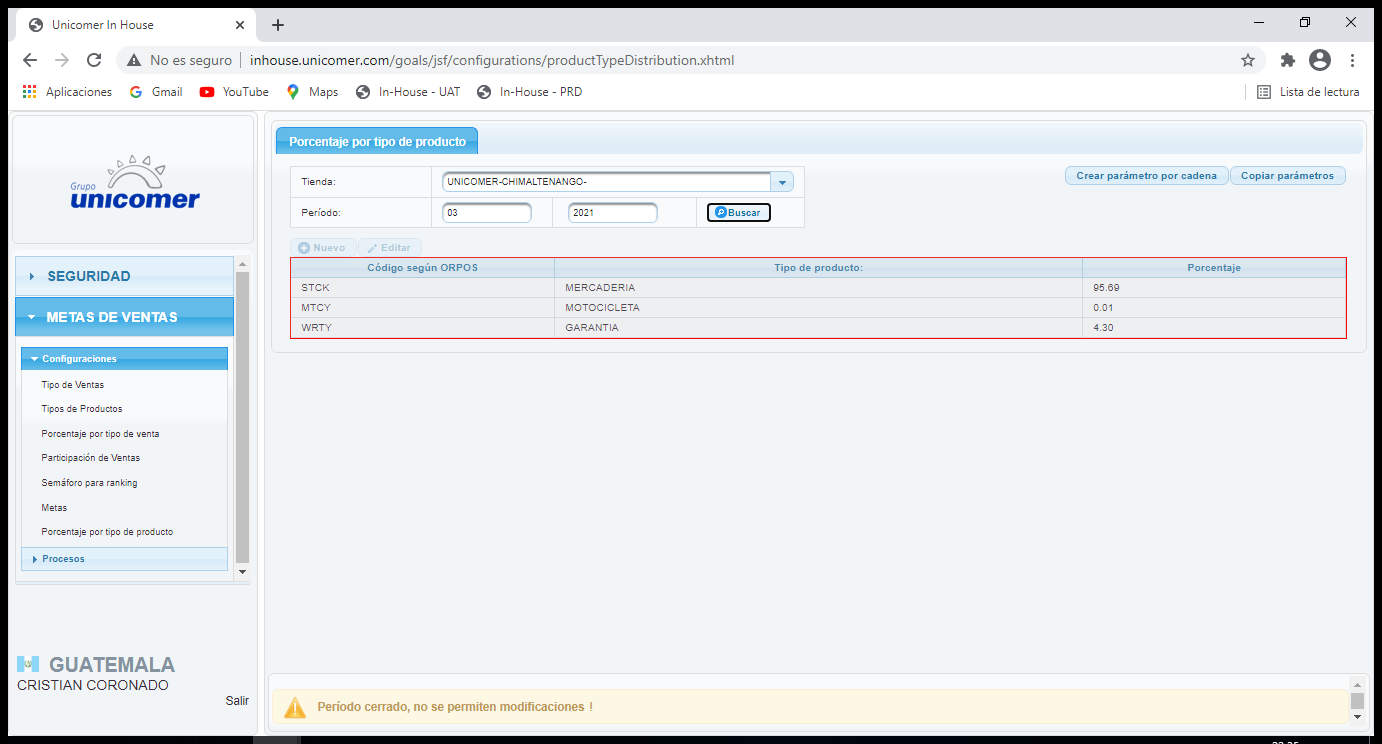 Unicomer In House
No es seguro inhouse.unicomer.com/goals/jsf/configurations/productTypeDistribution.xhtml
Aplicaciones Gmail YouTube Maps In-House - UAT In-House - PRD Lista de lectura
Grupo
unicomer
SEGURIDAD
METAS DE VENTAS
Configuraciones
Tipo de Ventas
Tipos de Productos
Porcentaje por tipo de venta
Participación de Ventas
Semáforo para ranking
Metas
Porcentaje por tipo de producto
Procesos
GUATEMALA
CRISTIAN CORONADO
Salir
Porcentaje por tipo de producto
Tienda: UNICOMER-CHIMALTENANGO-
Período: 03 2021 Buscar
Crear parámetro por cadena Copiar parámetros
Nuevo Editar
Código según ORPOS Tipo de producto: Porcentaje
STCK MERCADERIA 95.69
MTCY MOTOCICLETA 0.01
WRTY GARANTIA 4.30
Período cerrado, no se permiten modificaciones !